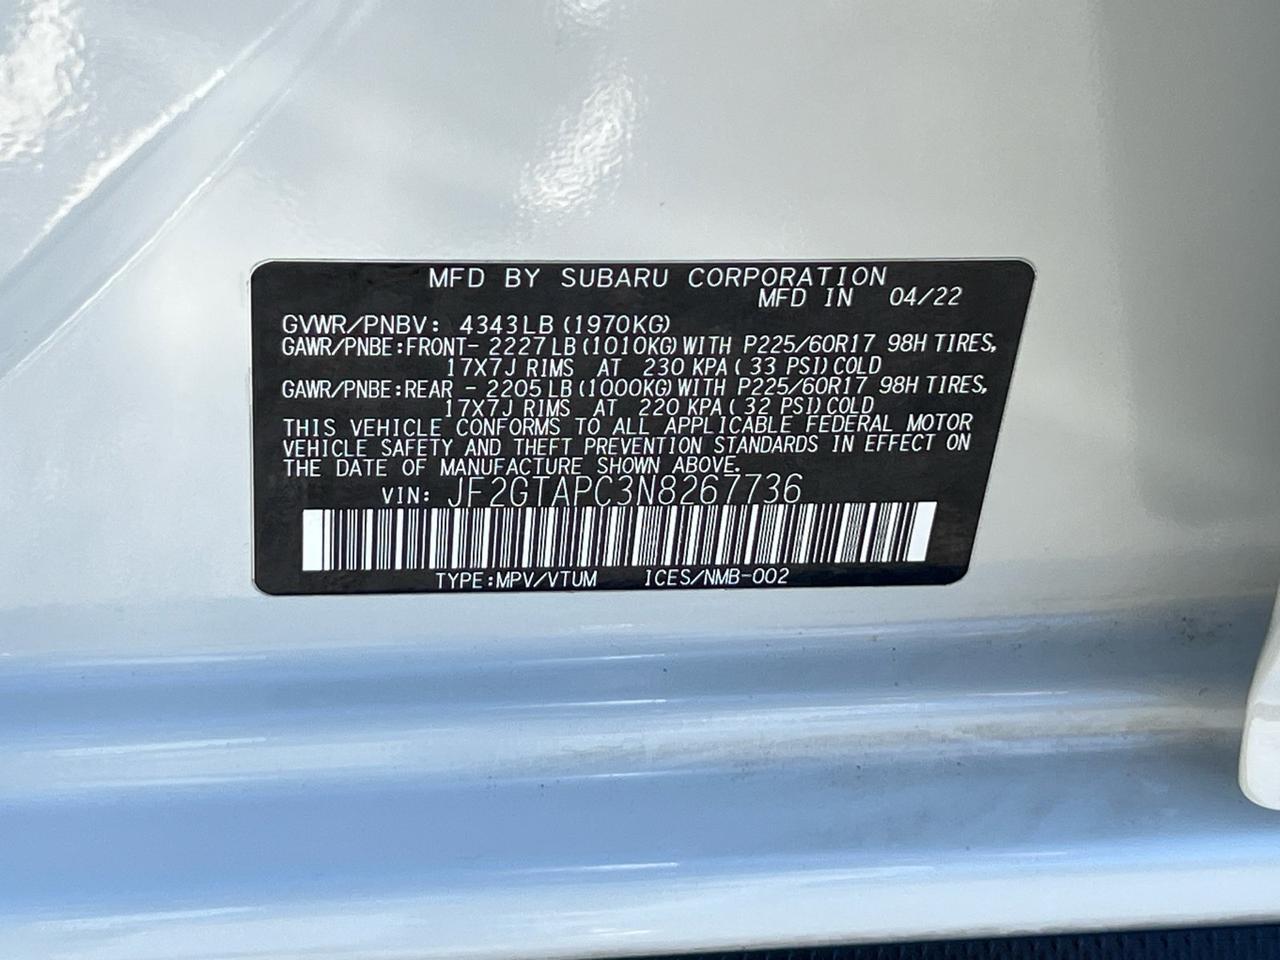 MFD BY SUBARU CORPORATION
MFD IN 04/22
GVWR/PNBV: 4343LB (1970KG)
GAWR/PNBE:FRONT- 2227LB (1010KG) WITH P225/60R17 98H TIRES,
17X7J RIMS AT 230 KPA ( 33 PSI) COLD
GAWR/PNBE:REAR - 2205LB (1000KG) WITH P225/60R17 98H TIRES,
17X7J RIMS AT 220 KPA ( 32 PSI) COLD
THIS VEHICLE CONFORMS TO ALL APPLICABLE FEDERAL MOTOR
VEHICLE SAFETY AND THEFT PREVENTION STANDARDS IN EFFECT ON
THE DATE OF MANUFACTURE SHOWN ABOVE.
VIN: JF2GTAPC3N8267736
TYPE:MPV/VTUM ICES/NMB-002